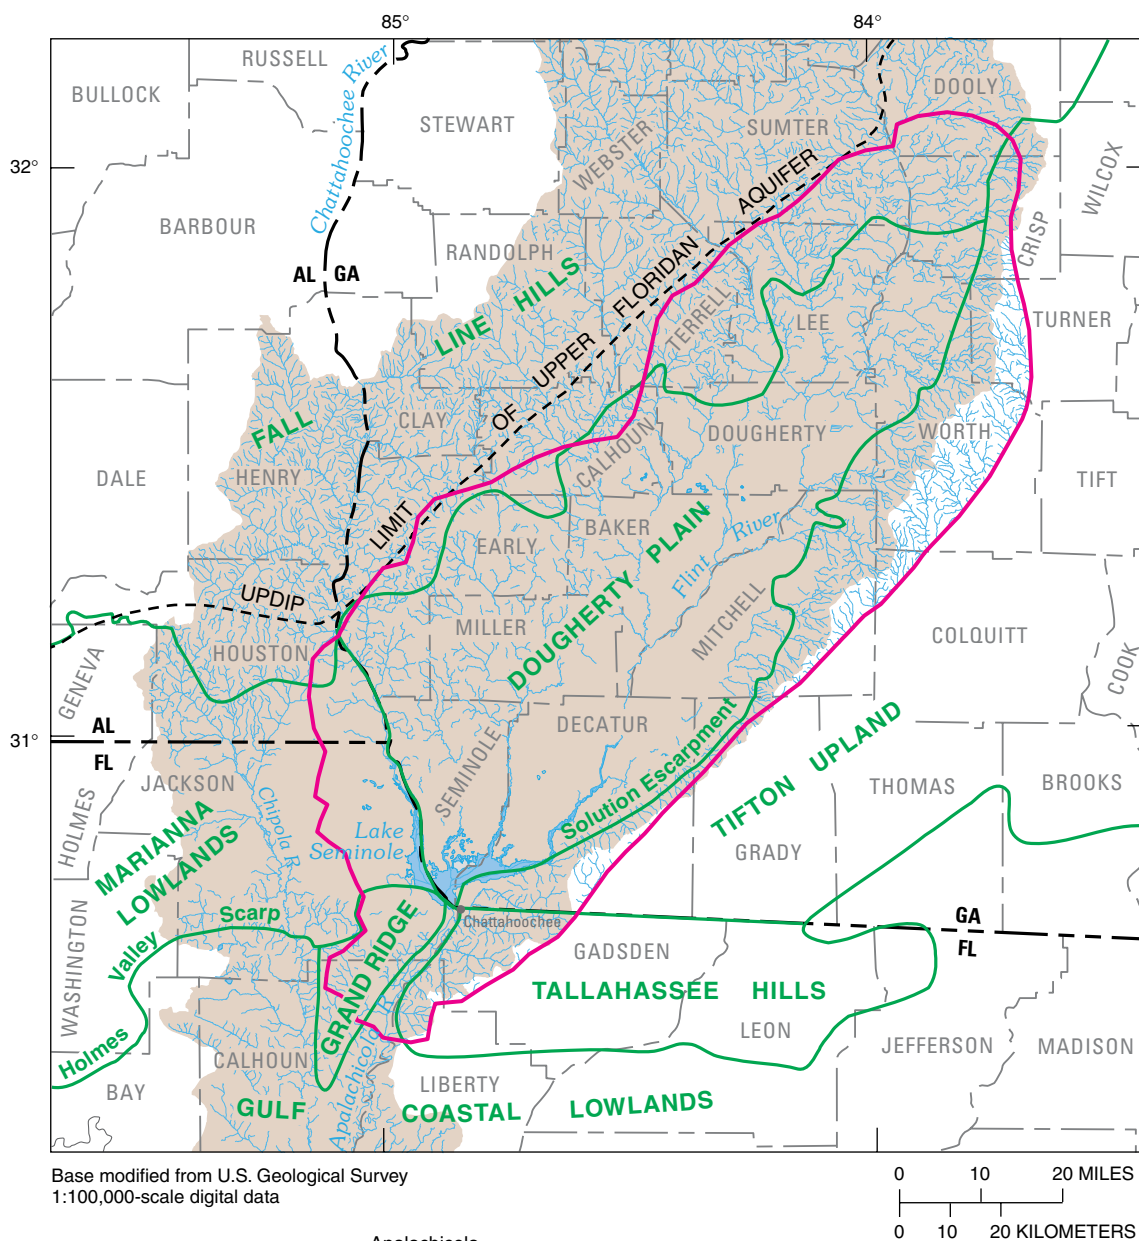 85°
84°
RUSSELL
BULLOCK
Chattahoochee River
STEWART
DOOLY
SUMTER
WEBSTER
32°
WILCOX
AQUIFER
BARBOUR
RANDOLPH
CRISP
AL
GA
FLORIDAN
LINE HILLS
TERRELL
LEE
TURNER
UPPER
OF
FALL
CLAY
CALHOUN
DOUGHERTY
WORTH
DALE
HENRY
TIFT
LIMIT
BAKER
EARLY
Flint River
DOUGHERTY PLAIN
UPDIP
MILLER
MITCHELL
COLQUITT
HOUSTON
GENEVA
COOK
31°
AL
FL
DECATUR
SEMINOLE
Solution Escarpment
TIFTON UPLAND
JACKSON
THOMAS
BROOKS
HOLMES
Chipola R
MARIANNA
LOWLANDS
Lake
Seminole
GRADY
WASHINGTON
Scarp
Valley
Holmes
Chattahoochee
GA
FL
GRAND RIDGE
GADSDEN
TALLAHASSEE HILLS
LEON
JEFFERSON
MADISON
CALHOUN
Apalachicola R
LIBERTY
BAY
GULF
COASTAL LOWLANDS
Base modified from U.S. Geological Survey
1:100,000-scale digital data
0 10 20 MILES
0 10 20 KILOMETERS